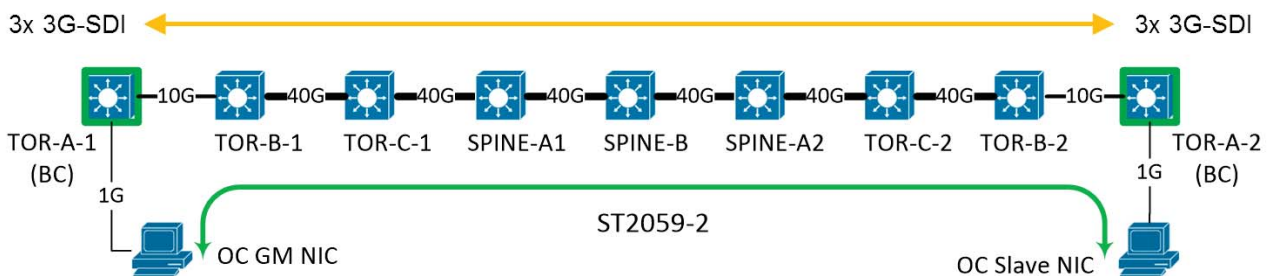 3x 3G-SDI
3x 3G-SDI
10G
40G
40G
40G
40G
40G
40G
10G
TOR-A-1
(BC)
TOR-B-1
TOR-C-1
SPINE-A1
SPINE-B
SPINE-A2
TOR-C-2
TOR-B-2
TOR-A-2
(BC)
1G
1G
ST2059-2
OC GM NIC
OC Slave NIC